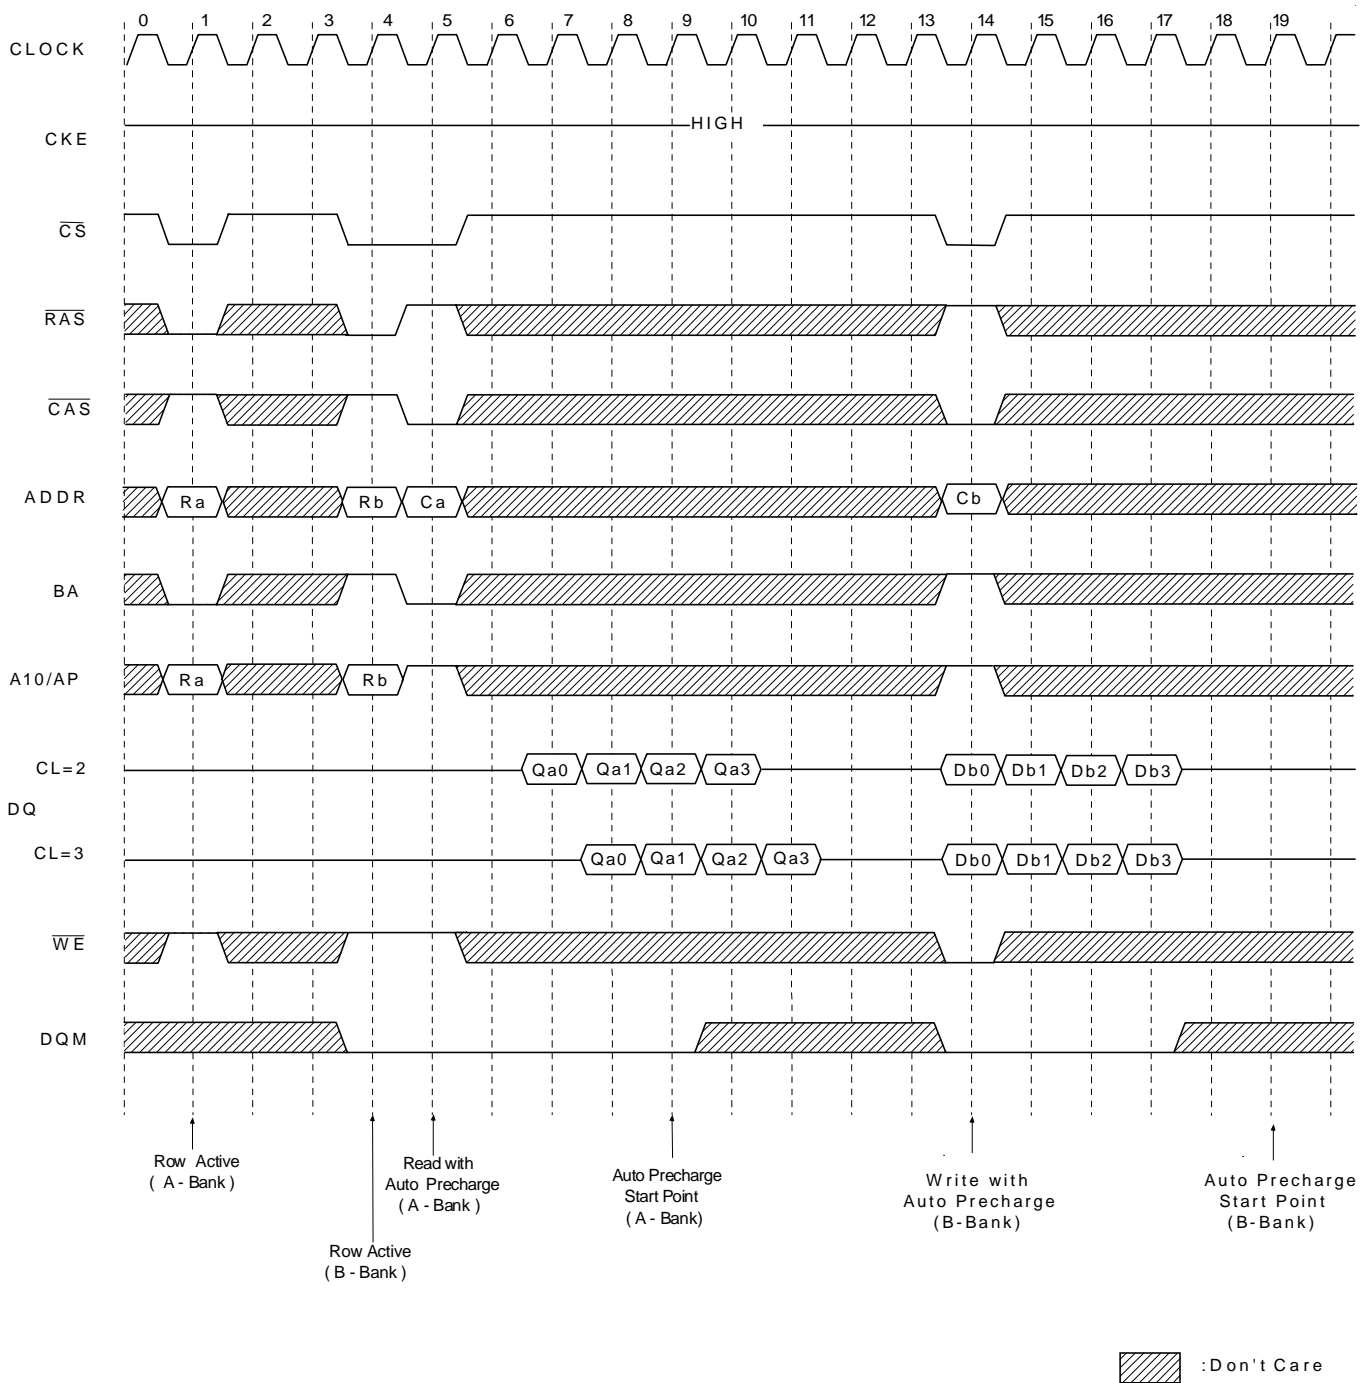 0 1 2 3 4 5 6 7 8 9 10 11 12 13 14 15 16 17 18 19
CLOCK
HIGH
CKE
CS
RAS
CAS
ADDR Ra Rb Ca Cb
BA
A10/AP Ra Rb
CL=2 Qa0 Qa1 Qa2 Qa3 Db0 Db1 Db2 Db3
DQ
CL=3 Qa0 Qa1 Qa2 Qa3 Db0 Db1 Db2 Db3
WE
DQM
Row Active
(A-Bank)
Row Active
(B-Bank)
Read with
Auto Precharge
(A-Bank)
Auto Precharge
Start Point
(A-Bank)
Write with
Auto Precharge
(B-Bank)
Auto Precharge
Start Point
(B-Bank)
:Don't Care